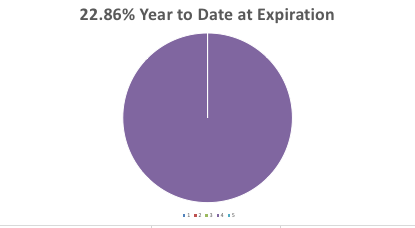 22.86% Year to Date at Expiration
1 2 3 4 5